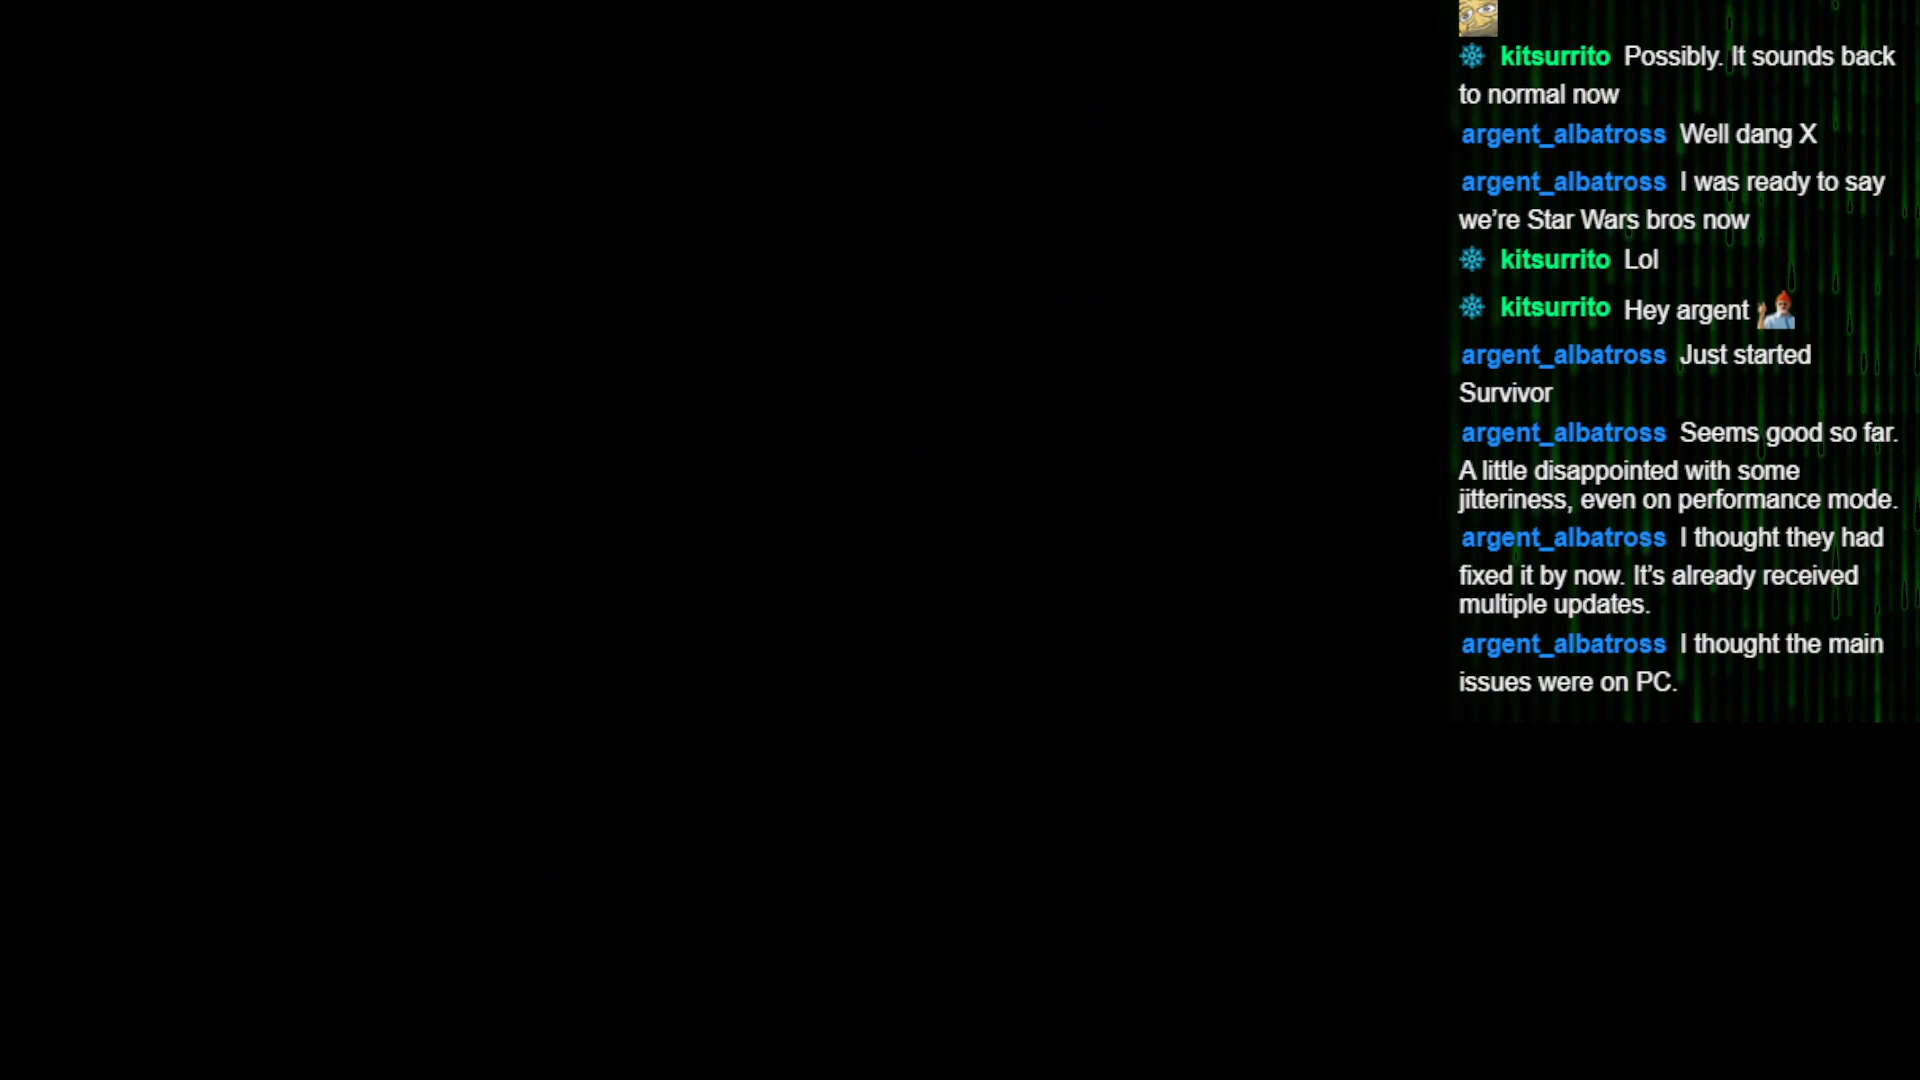 kitsurrito Possibly. It sounds back
to normal now
argent_albatross Well dang X
argent_albatross I was ready to say
we're Star Wars bros now
kitsurrito Lol
kitsurrito Hey argent
argent_albatross Just started
Survivor
argent_albatross Seems good so far.
A little disappointed with some
jitteriness, even on performance mode.
argent_albatross I thought they had
fixed it by now. It's already received
multiple updates.
argent_albatross I thought the main
issues were on PC.